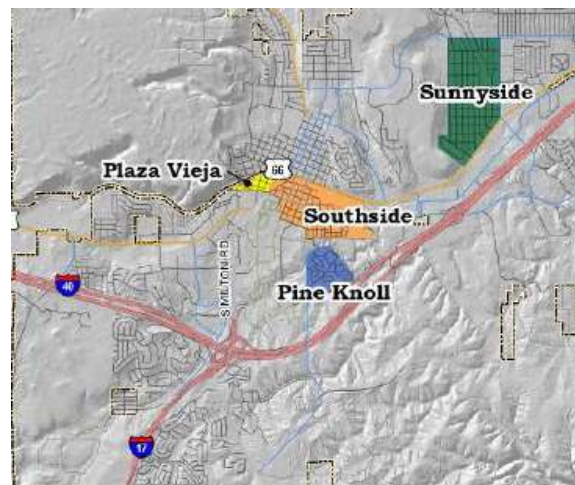 Sunnyside
Plaza Vieja
66
Southside
S MILTON RD
Pine Knoll
40
17